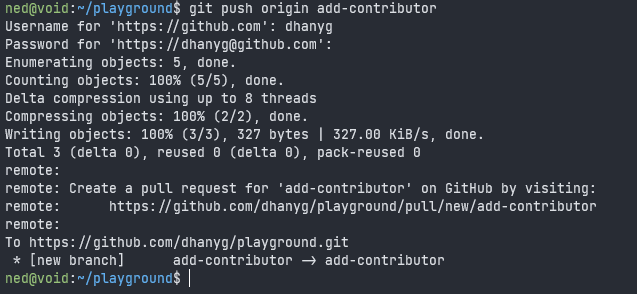 ned@void:~/playground$ git push origin add-contributor
Username for 'https://github.com': dhanyg
Password for 'https://dhanyg@github.com':
Enumerating objects: 5, done.
Counting objects: 100% (5/5), done.
Delta compression using up to 8 threads
Compressing objects: 100% (2/2), done.
Writing objects: 100% (3/3), 327 bytes | 327.00 KiB/s, done.
Total 3 (delta 0), reused 0 (delta 0), pack-reused 0
remote:
remote: Create a pull request for 'add-contributor' on GitHub by visiting:
remote:      https://github.com/dhanyg/playground/pull/new/add-contributor
remote:
To https://github.com/dhanyg/playground.git
 * [new branch]      add-contributor -> add-contributor
ned@void:~/playground$